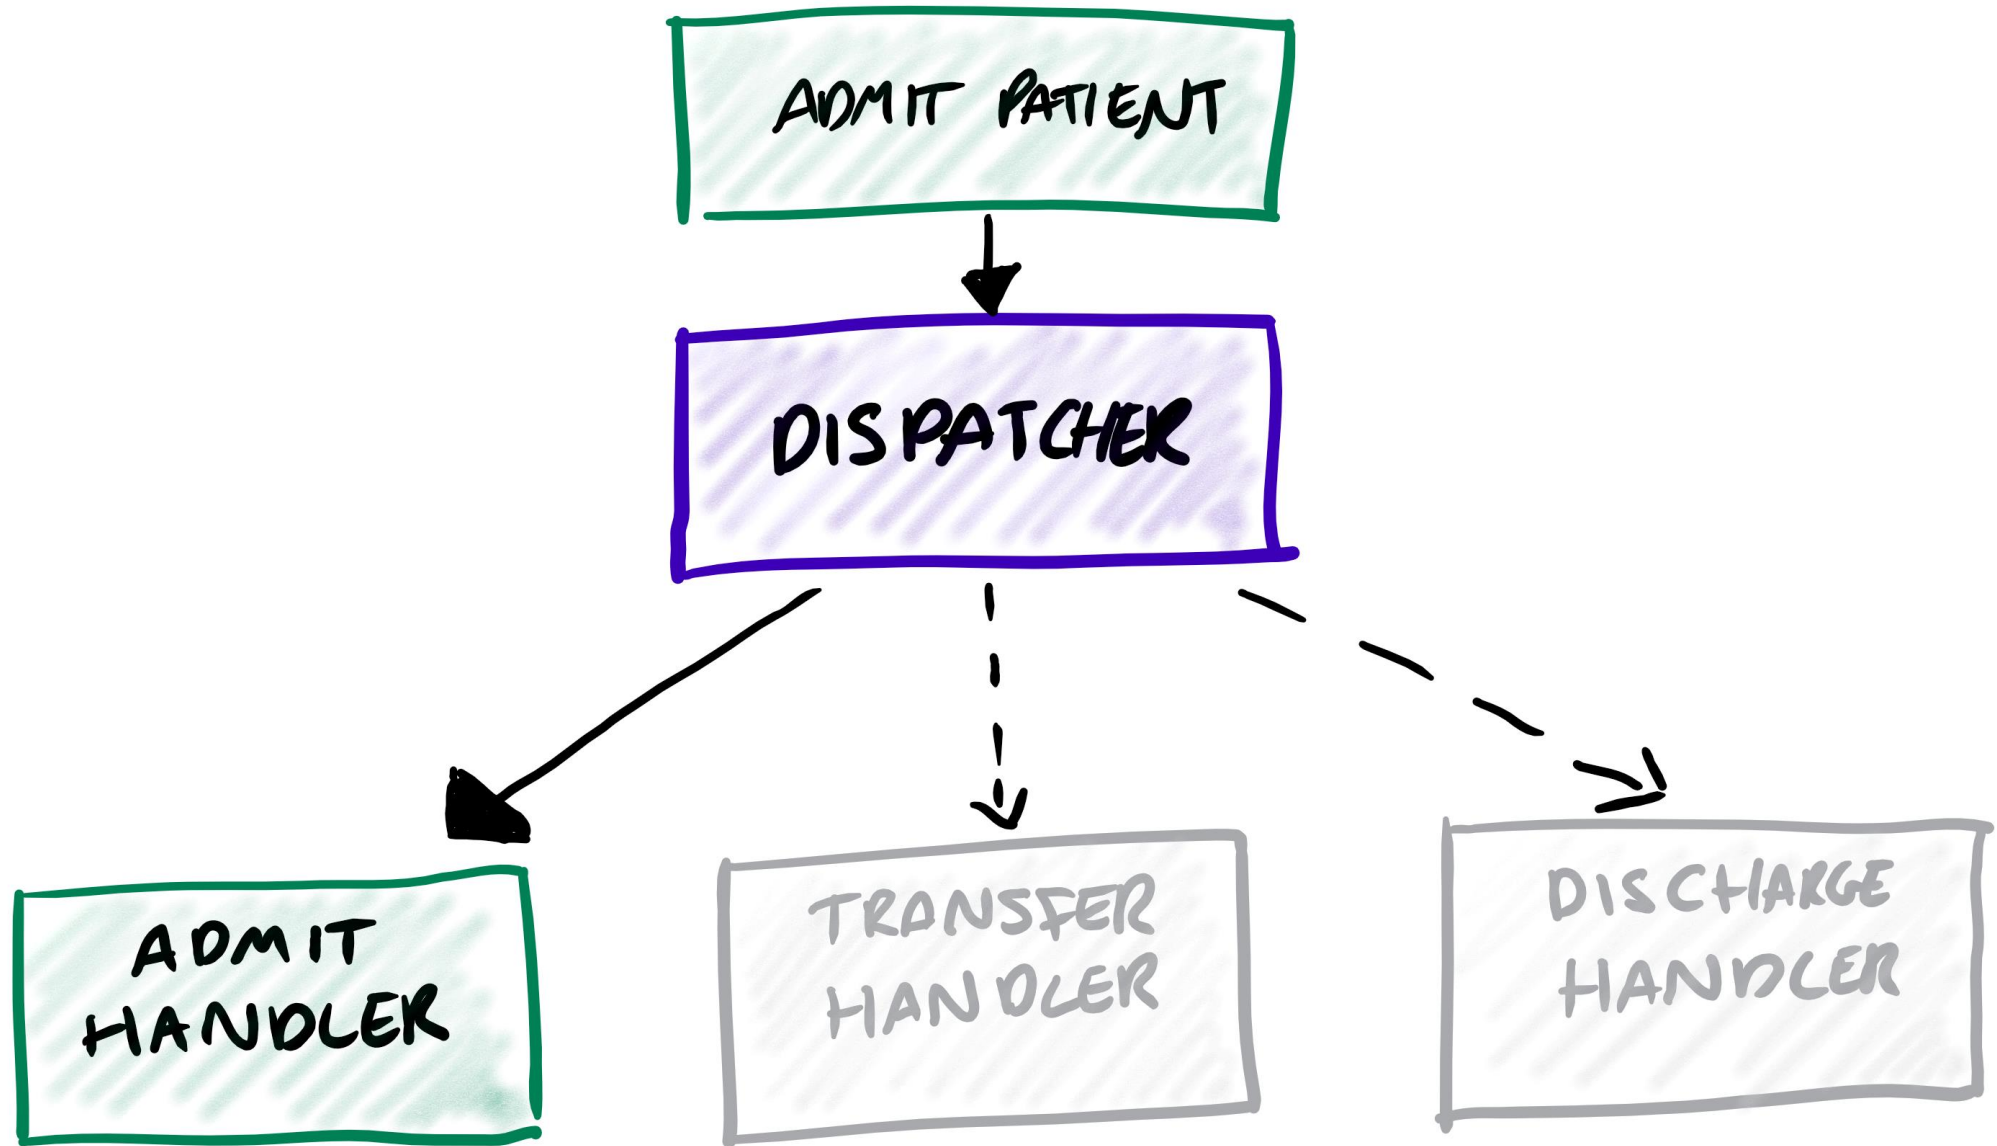 ADMIT PATIENT
DISPATCHER
ADMIT
HANDLER
TRANSFER
HANDLER
DISCHARGE
HANDLER